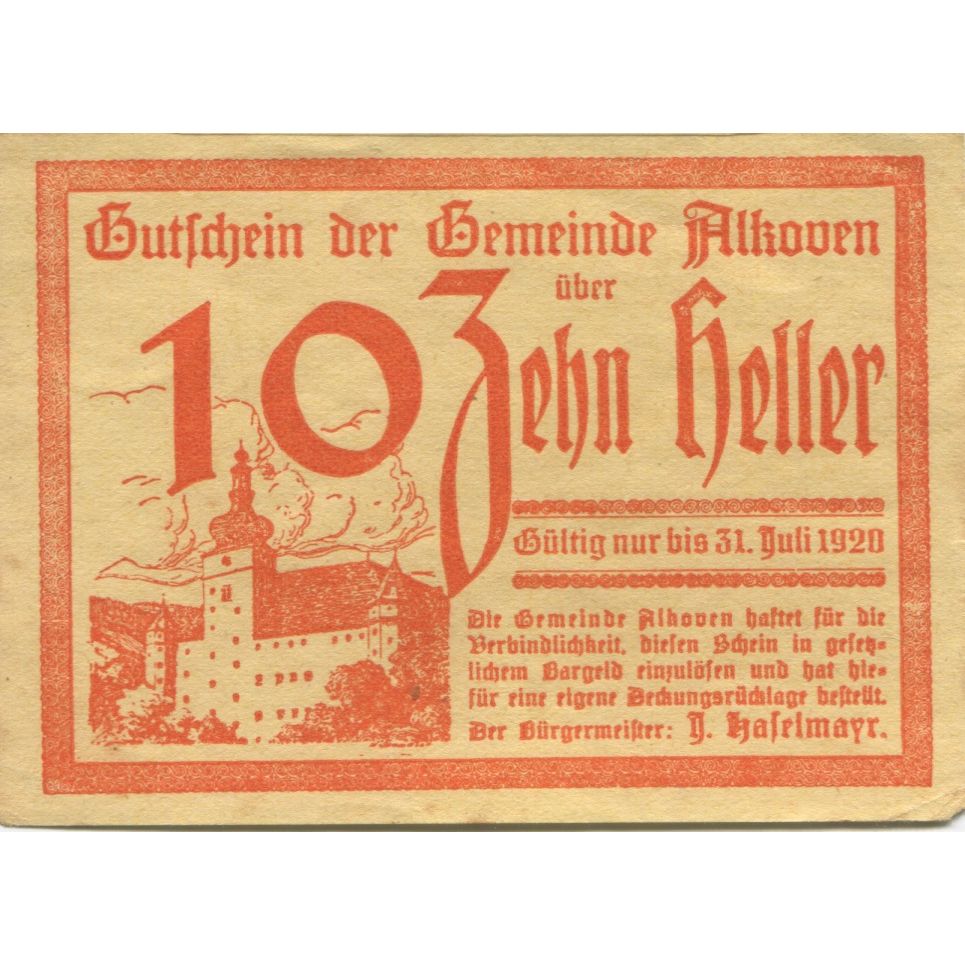 Gutschein der Gemeinde Alkoven
über
10 Zehn Heller
Gültig nur bis 31. Juli 1920
Die Gemeinde Alkoven haftet für die
Verbindlichkeit, diesen Schein in gesetz-
lichem Bargeld einzulösen und hat hie-
für eine eigene Deckungsrücklage bestellt.
Der Bürgermeister: J. Haselmayr.